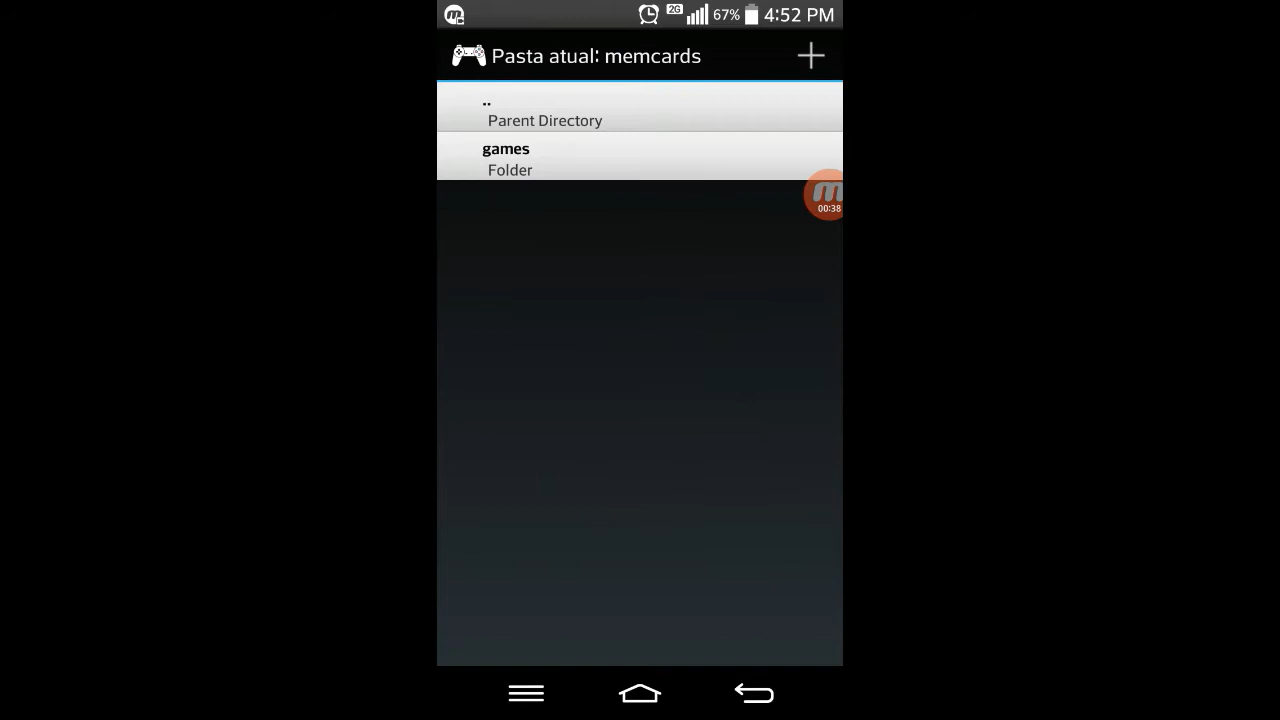 2G 67% 4:52 PM
Pasta atual: memcards
..
Parent Directory
games
Folder
00:38